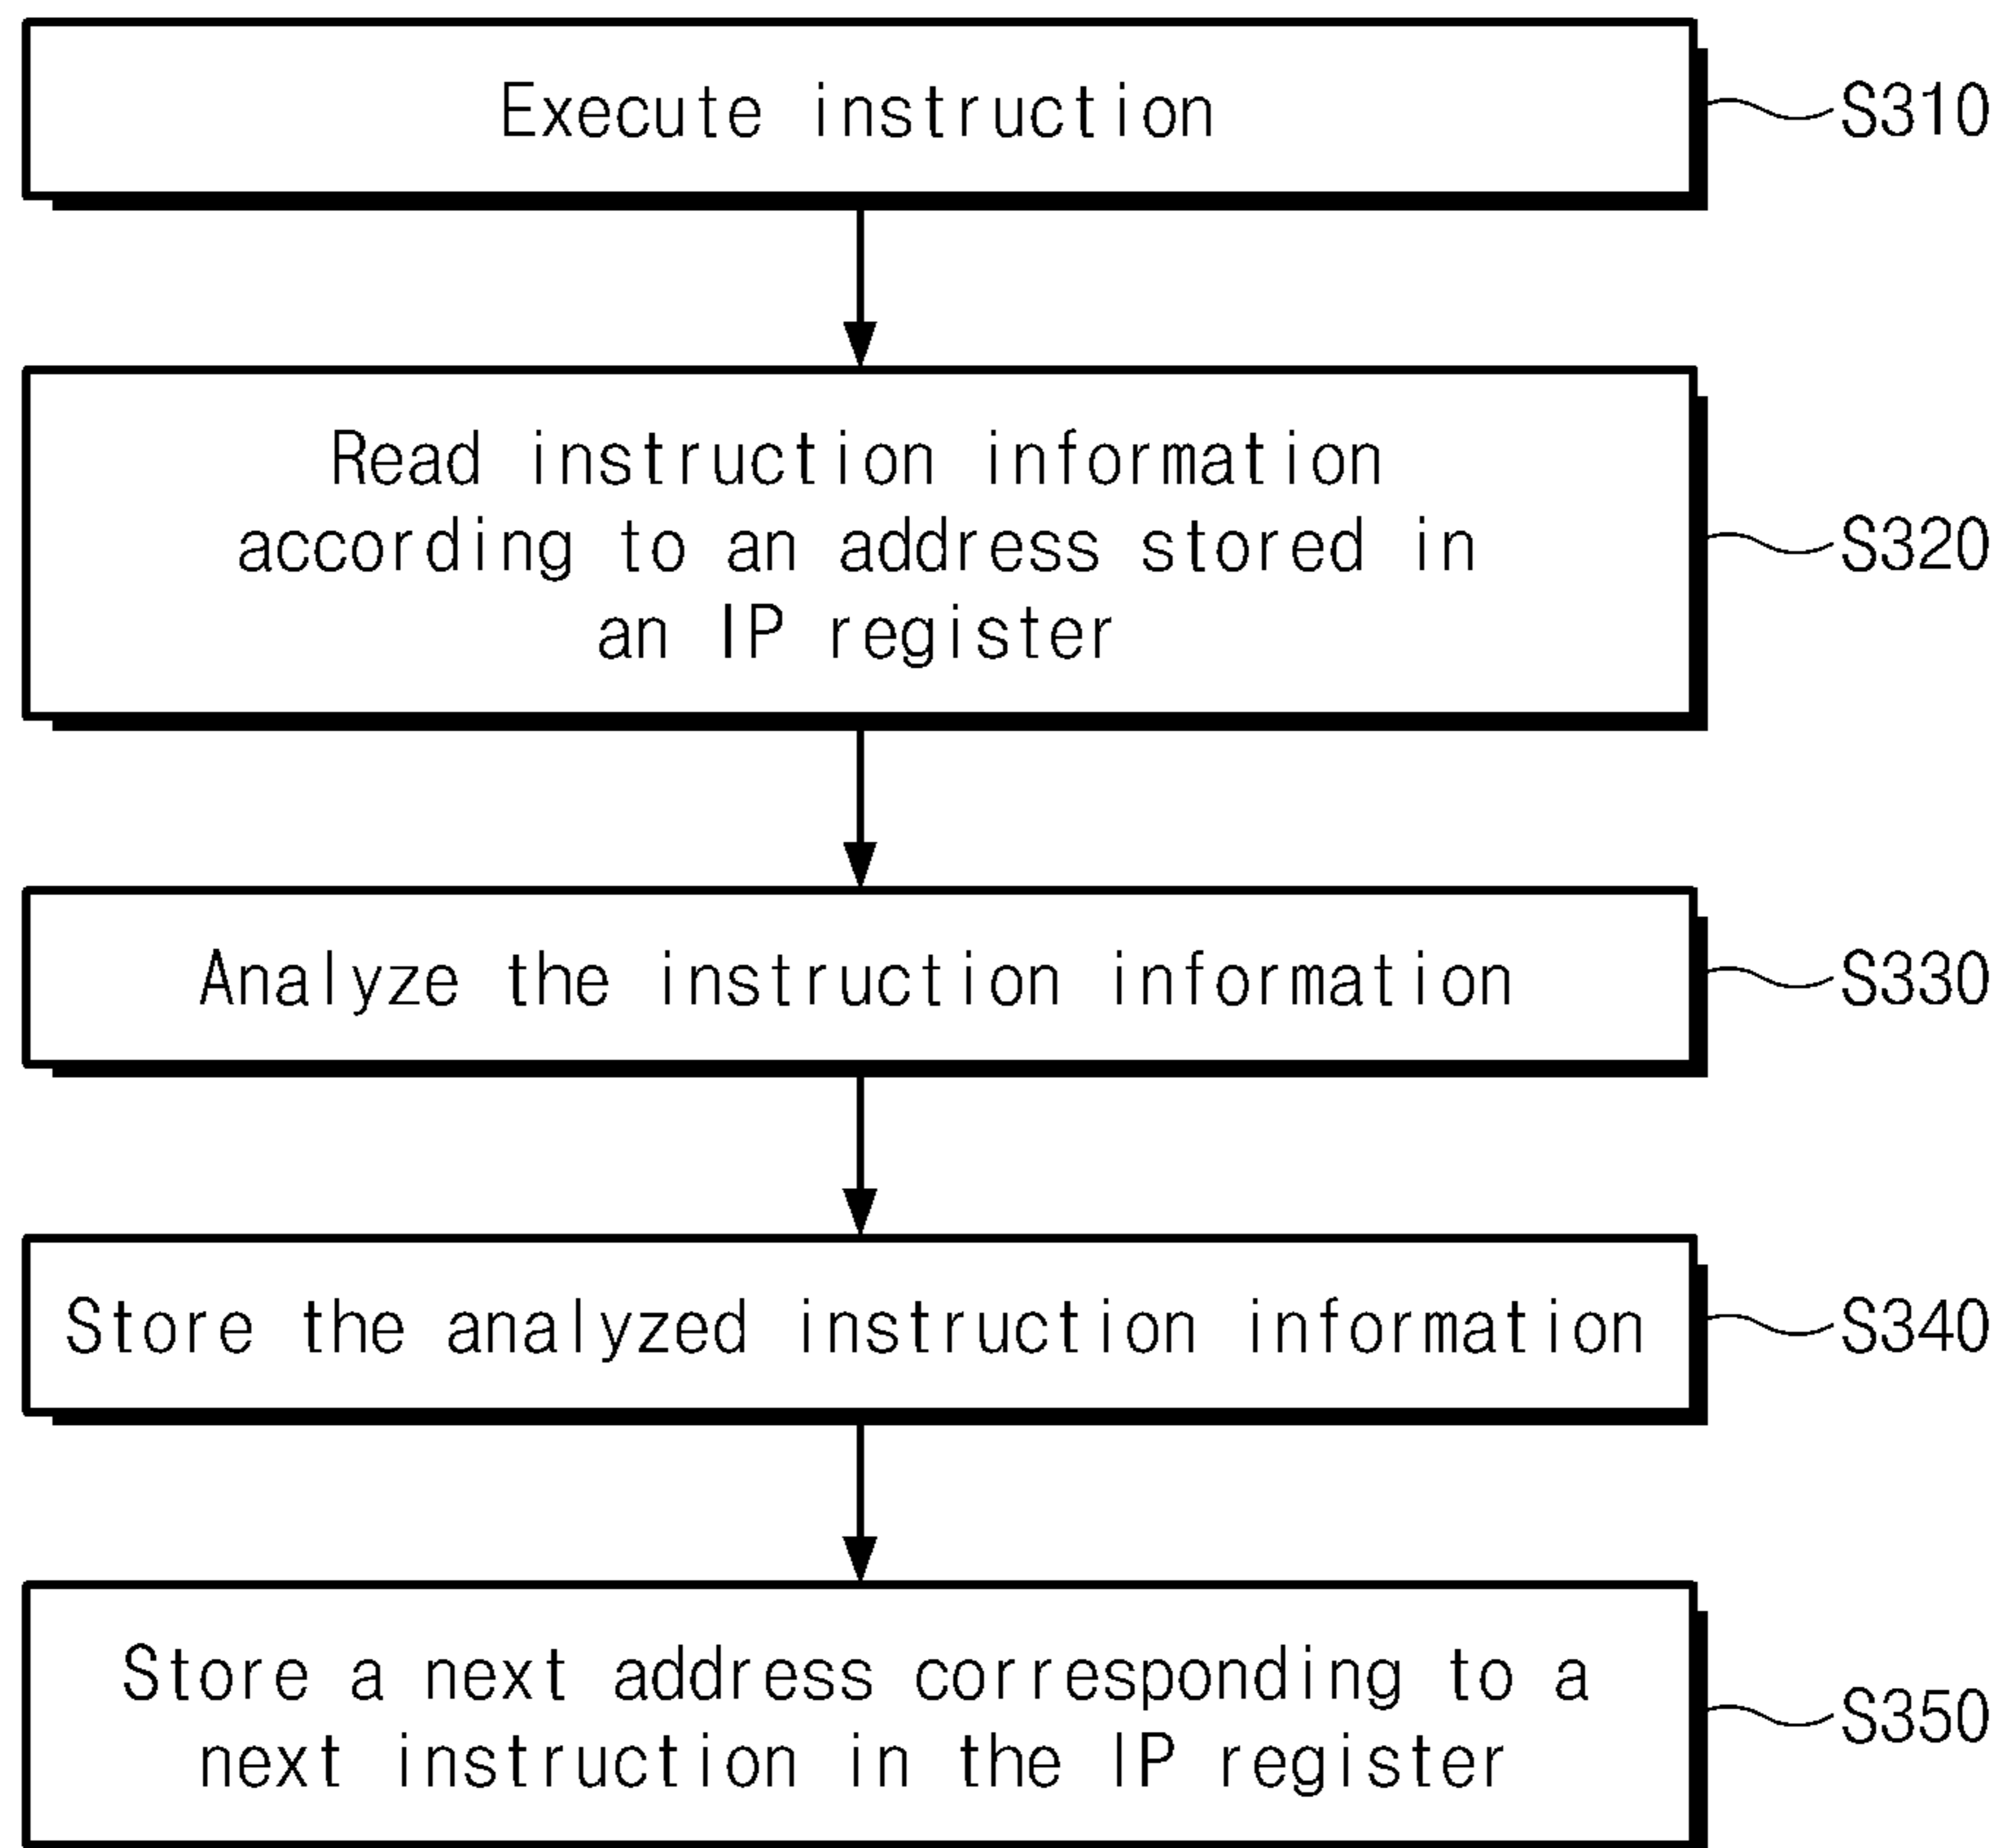 Execute instruction
S310
Read instruction information
according to an address stored in
an IP register
S320
Analyze the instruction information
S330
Store the analyzed instruction information
S340
Store a next address corresponding to a
next instruction in the IP register
S350